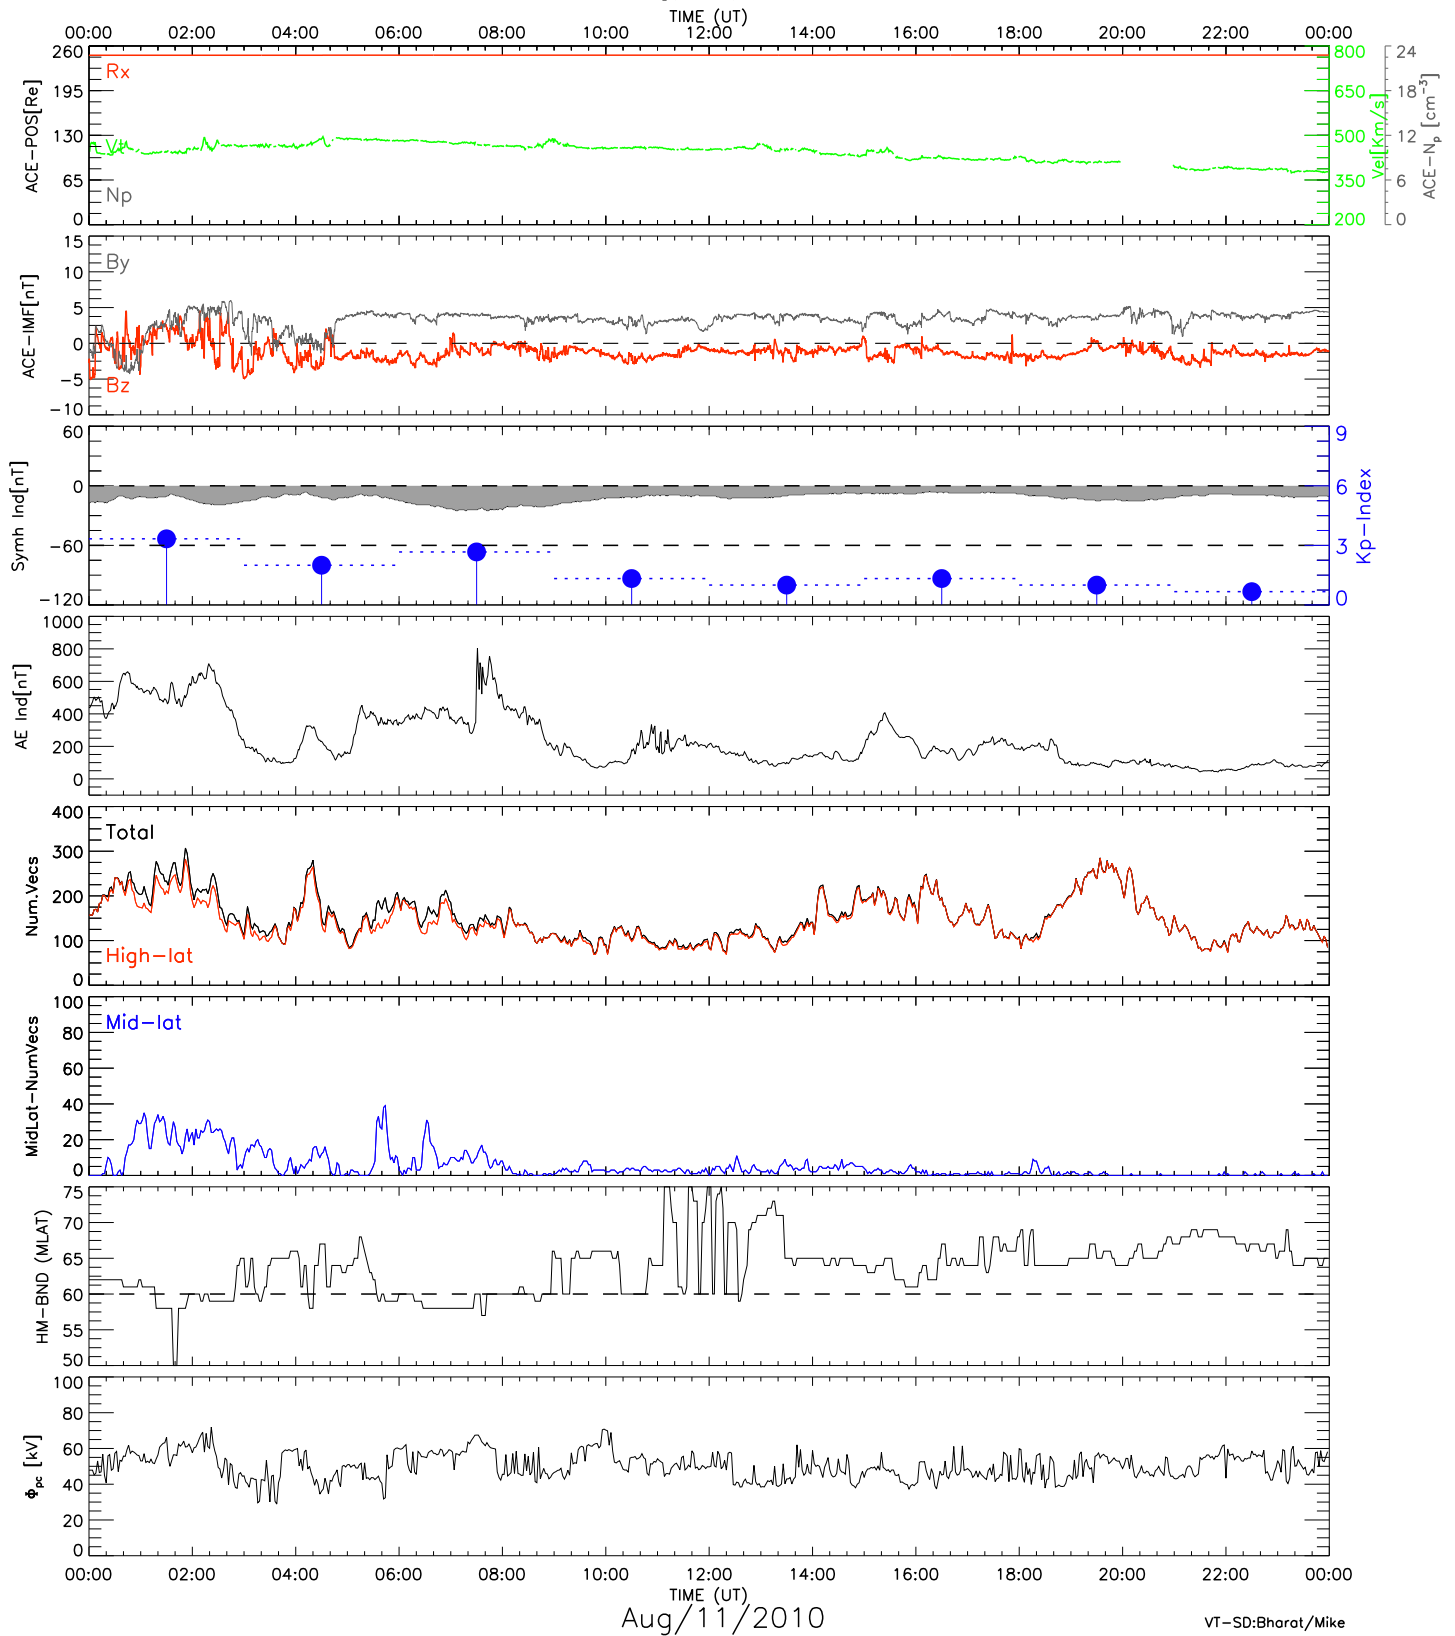 TIME (UT)
00:00 02:00 04:00 06:00 08:00 10:00 12:00 14:00 16:00 18:00 20:00 22:00 00:00
ACE-POS[Re]
260
195
130
65
0
Rx
Vt
Np
800
650
500
350
200
Vel[Km/s]
24
18
12
6
0
ACE-Np [cm-3]
ACE-IMF[nT]
15
10
5
0
-5
-10
By
Bz
Symh Ind[nT]
60
0
-60
-120
9
6
3
0
Kp-Index
AE Ind[nT]
1000
800
600
400
200
0
Num.Vecs
400
300
200
100
0
Total
High-lat
MidLat-NumVecs
100
80
60
40
20
0
Mid-lat
HM-BND (MLAT)
75
70
65
60
55
50
Φpc [kV]
100
80
60
40
20
0
00:00 02:00 04:00 06:00 08:00 10:00 12:00 14:00 16:00 18:00 20:00 22:00 00:00
TIME (UT)
Aug/11/2010
VT-SD:Bharat/Mike